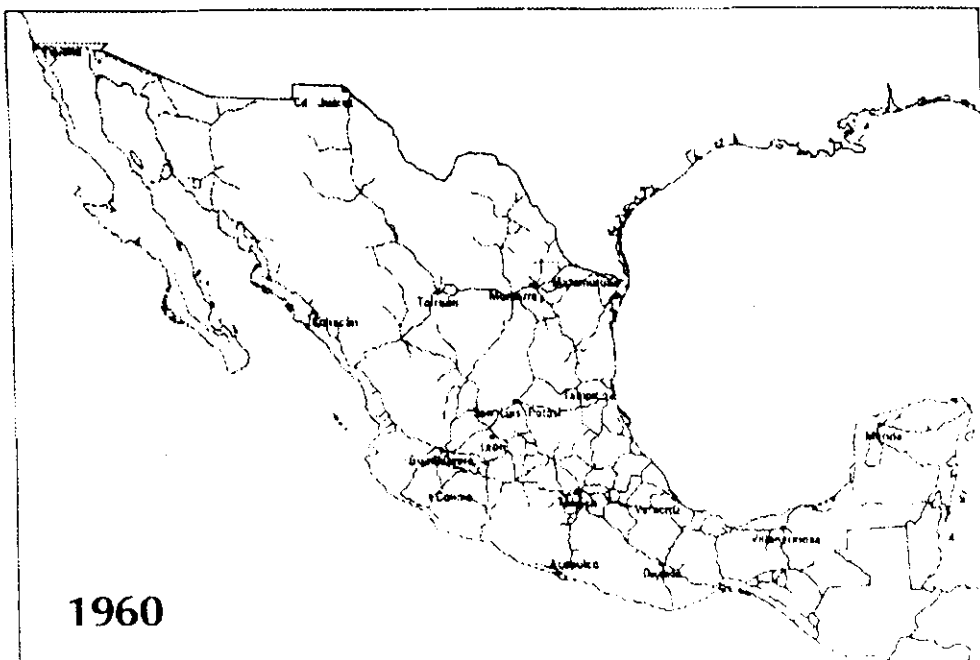 Tijuana
Cd Juárez
Matamoros
Torreón
Monterrey
Culiacán
Tampico
San Luis Potosí
León
Mérida
Guadalajara
Colima
México
Veracruz
Villahermosa
Acapulco
Oaxaca
1960